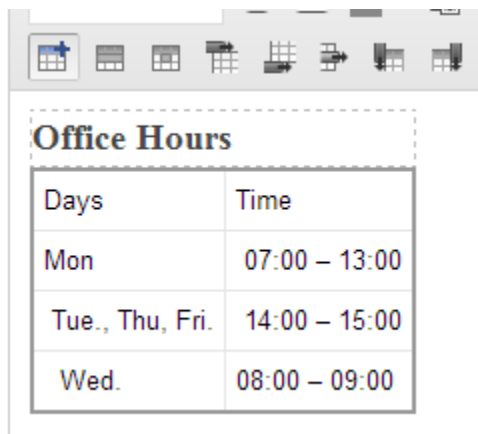 Office Hours
Days Time
Mon 07:00 – 13:00
Tue., Thu, Fri. 14:00 – 15:00
Wed. 08:00 – 09:00